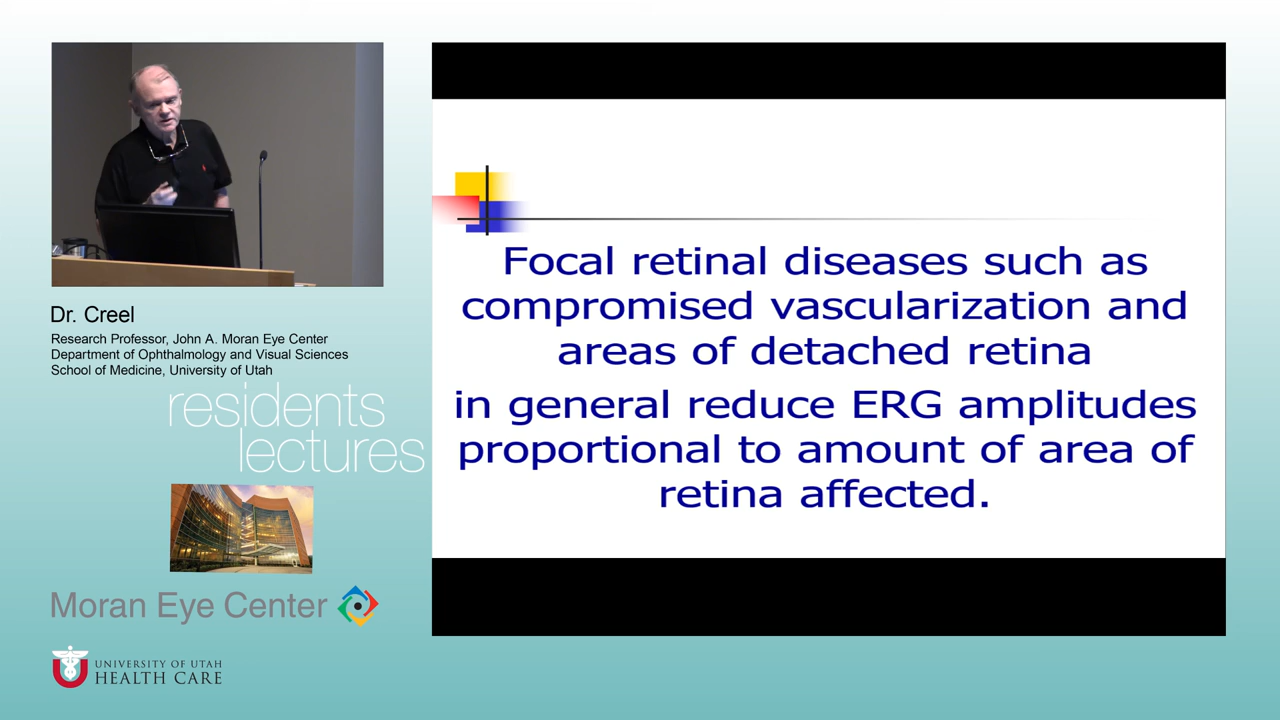 Dr. Creel
Research Professor, John A. Moran Eye Center
Department of Ophthalmology and Visual Sciences
School of Medicine, University of Utah
residents
lectures
Moran Eye Center
UNIVERSITY OF UTAH
HEALTH CARE
Focal retinal diseases such as
compromised vascularization and
areas of detached retina
in general reduce ERG amplitudes
proportional to amount of area of
retina affected.